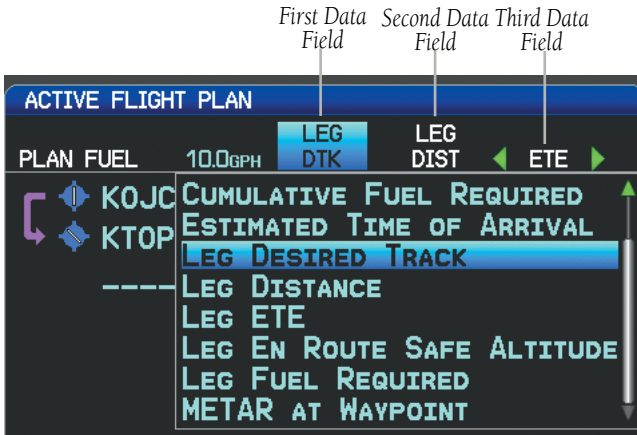 First Data Field
Second Data Field
Third Data Field
ACTIVE FLIGHT PLAN
PLAN FUEL 10.0GPH LEG DTK LEG DIST ETE
KOJC
KTOP
----
CUMULATIVE FUEL REQUIRED
ESTIMATED TIME OF ARRIVAL
LEG DESIRED TRACK
LEG DISTANCE
LEG ETE
LEG EN ROUTE SAFE ALTITUDE
LEG FUEL REQUIRED
METAR AT WAYPOINT